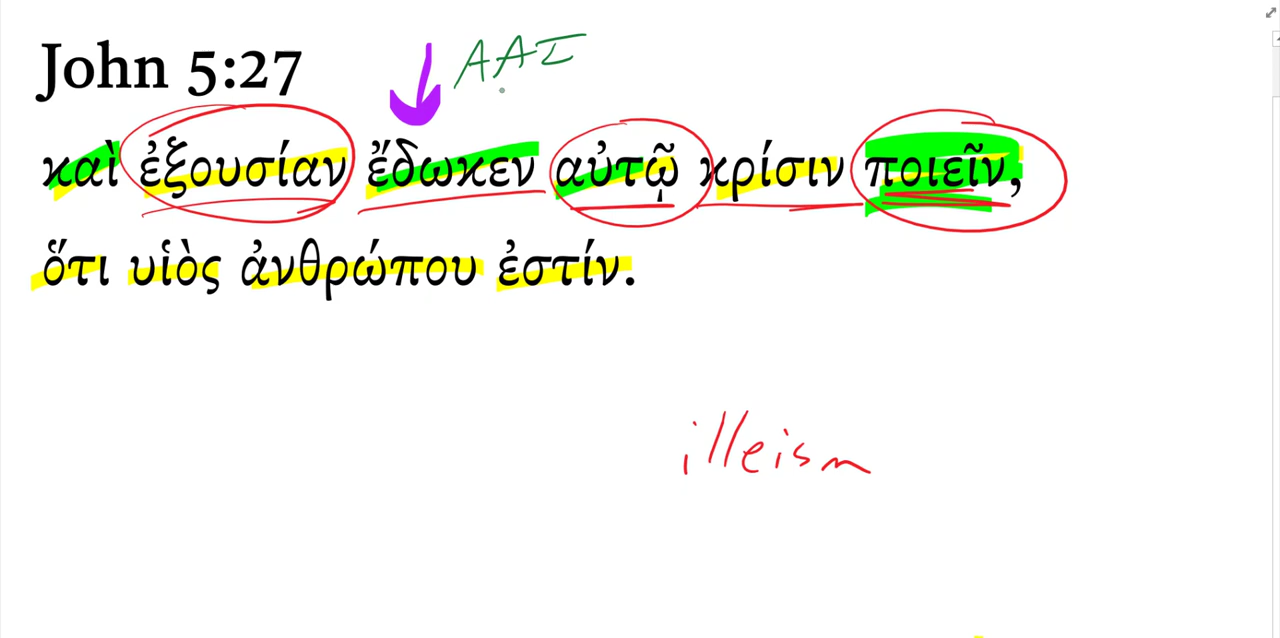 John 5:27
AAI
καὶ ἐξουσίαν ἔδωκεν αὐτῷ κρίσιν ποιεῖν,
ὅτι υἱὸς ἀνθρώπου ἐστίν.
illeism